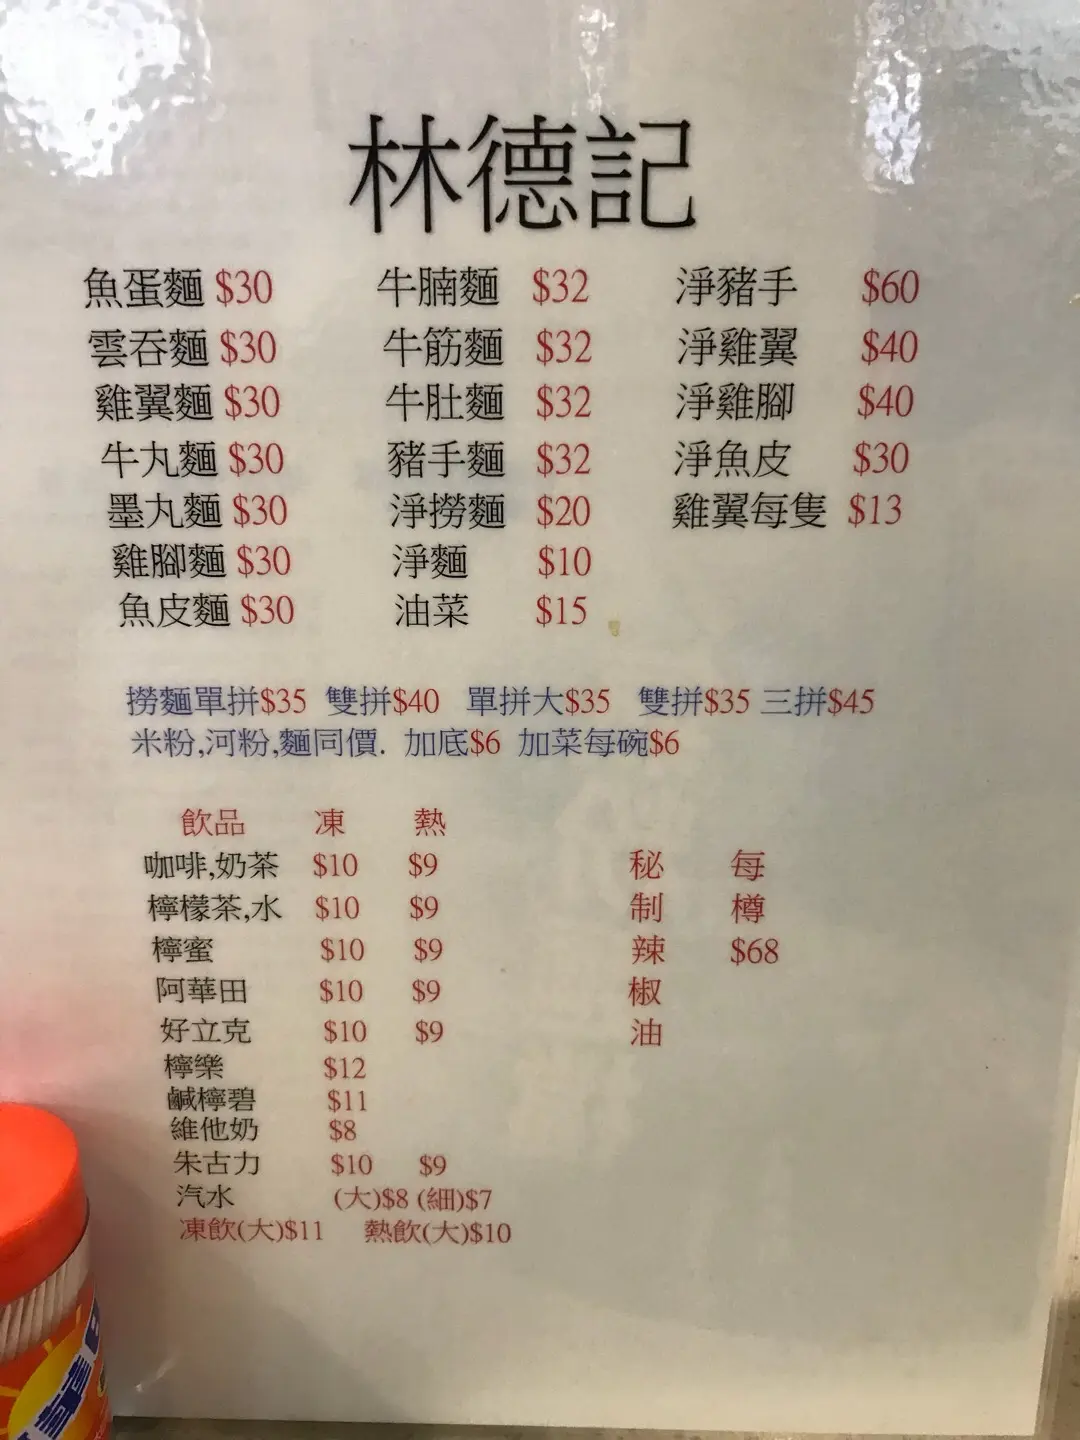 林德記
魚蛋麵 $30 牛腩麵 $32 淨豬手 $60
雲吞麵 $30 牛筋麵 $32 淨雞翼 $40
雞翼麵 $30 牛肚麵 $32 淨雞腳 $40
牛丸麵 $30 豬手麵 $32 淨魚皮 $30
墨丸麵 $30 淨撈麵 $20 雞翼每隻 $13
雞腳麵 $30 淨麵 $10
魚皮麵 $30 油菜 $15
撈麵單拼$35 雙拼$40 單拼大$35 雙拼$35 三拼$45
米粉,河粉,麵同價. 加底$6 加菜每碗$6
飲品 凍 熱
咖啡,奶茶 $10 $9
檸檬茶,水 $10 $9
檸蜜 $10 $9
阿華田 $10 $9
好立克 $10 $9
檸樂 $12
鹹檸碧 $11
維他奶 $8
朱古力 $10 $9
汽水 (大)$8 (細)$7
凍飲(大)$11 熱飲(大)$10
秘 每
制 樽
辣 $68
椒
油